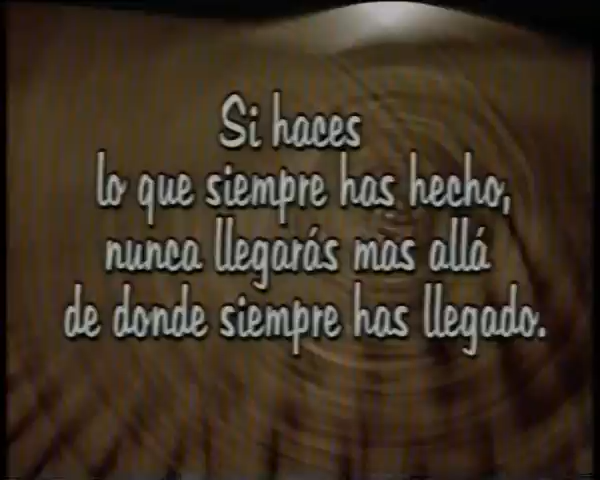 Si haces
lo que siempre has hecho,
nunca llegarás mas allá
de donde siempre has llegado.